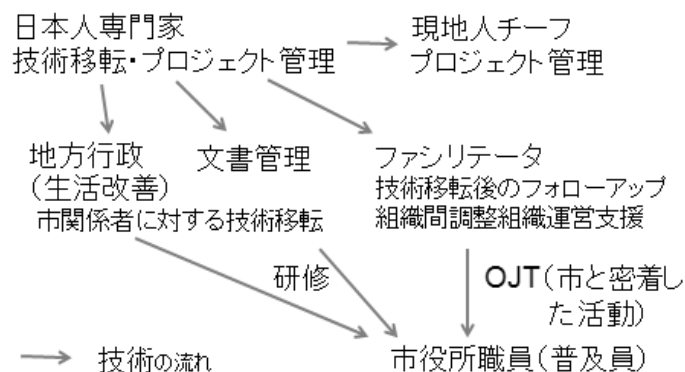 日本人専門家
技術移転・プロジェクト管理
現地人チーフ
プロジェクト管理
地方行政
(生活改善)
文書管理
市関係者に対する技術移転
ファシリテータ
技術移転後のフォローアップ
組織間調整組織運営支援
研修
OJT(市と密着し
た活動)
技術の流れ
市役所職員(普及員)